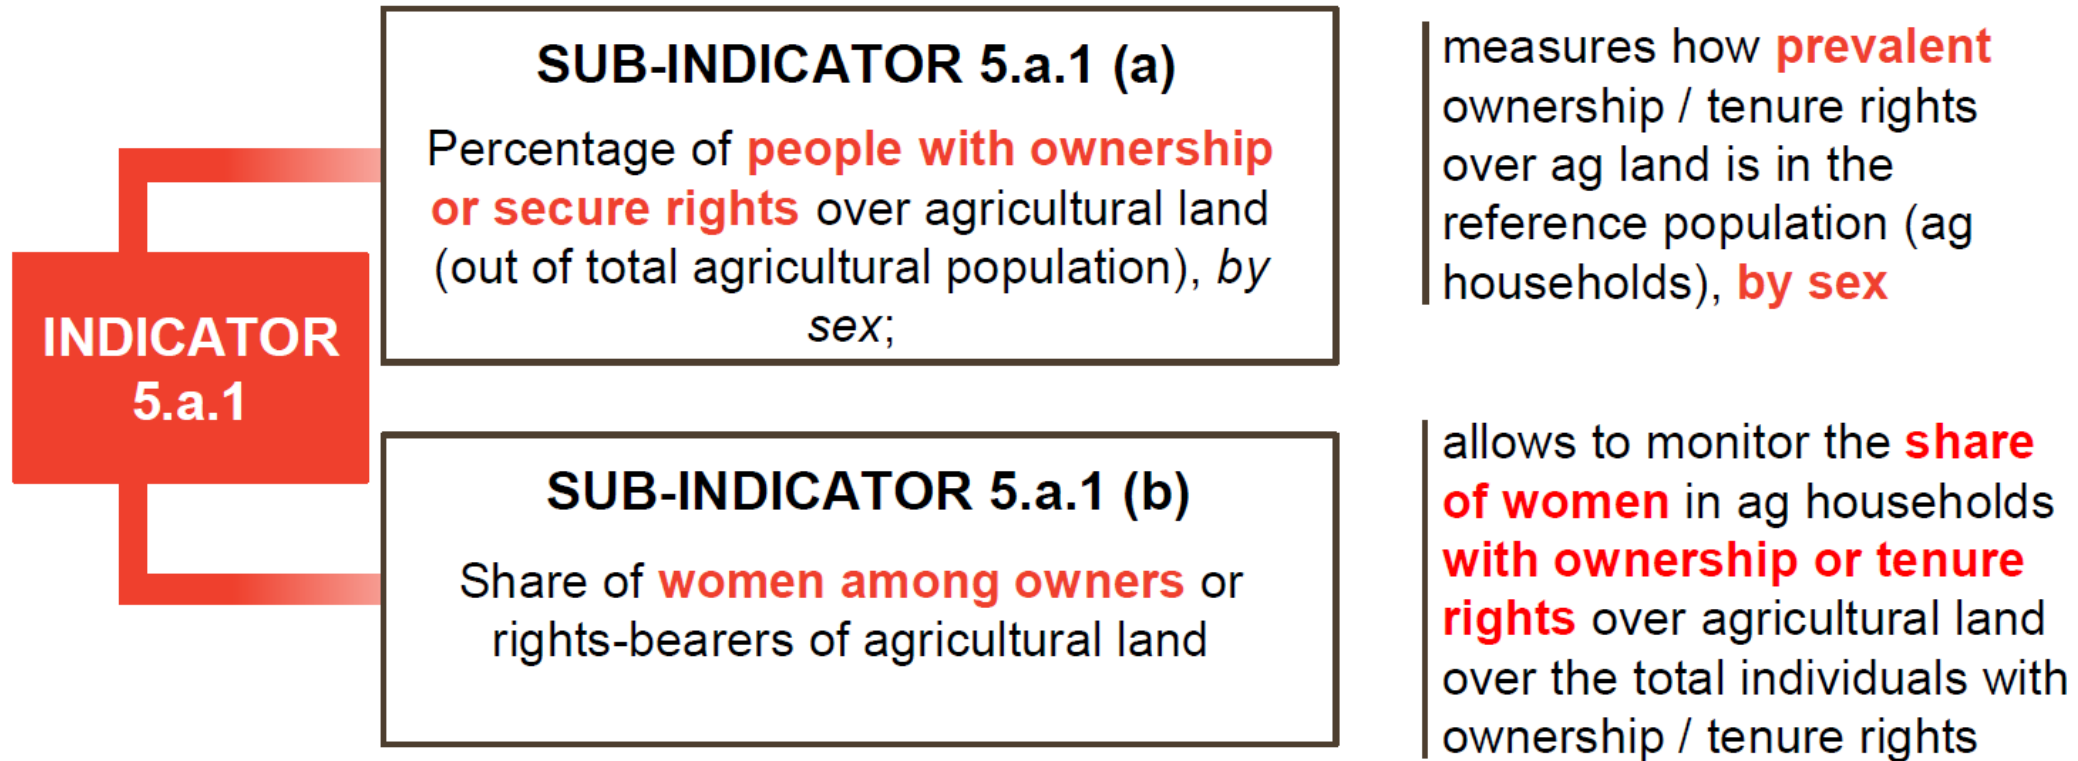 INDICATOR
5.a.1
SUB-INDICATOR 5.a.1 (a)
Percentage of people with ownership
or secure rights over agricultural land
(out of total agricultural population), by
sex;
measures how prevalent
ownership / tenure rights
over ag land is in the
reference population (ag
households), by sex
SUB-INDICATOR 5.a.1 (b)
Share of women among owners or
rights-bearers of agricultural land
allows to monitor the share
of women in ag households
with ownership or tenure
rights over agricultural land
over the total individuals with
ownership / tenure rights